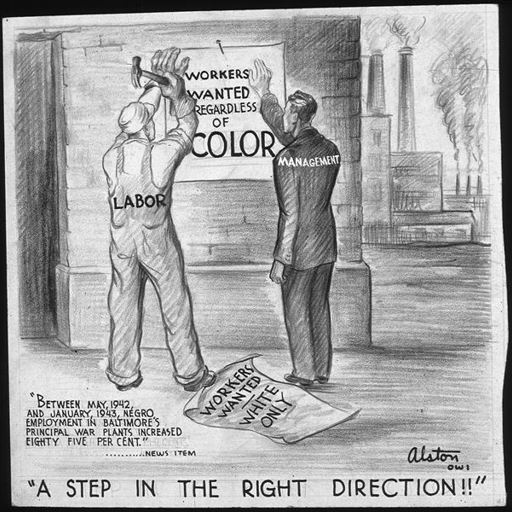 WORKERS
WANTED
REGARDLESS
OF
COLOR
LABOR
MANAGEMENT
WORKERS
WANTED
WHITE
ONLY
"BETWEEN MAY, 1942,
AND JANUARY, 1943, NEGRO
EMPLOYMENT IN BALTIMORE'S
PRINCIPAL WAR PLANTS INCREASED
EIGHTY FIVE PER CENT."
..........NEWS ITEM
Alston
OWI
"A STEP IN THE RIGHT DIRECTION!!"